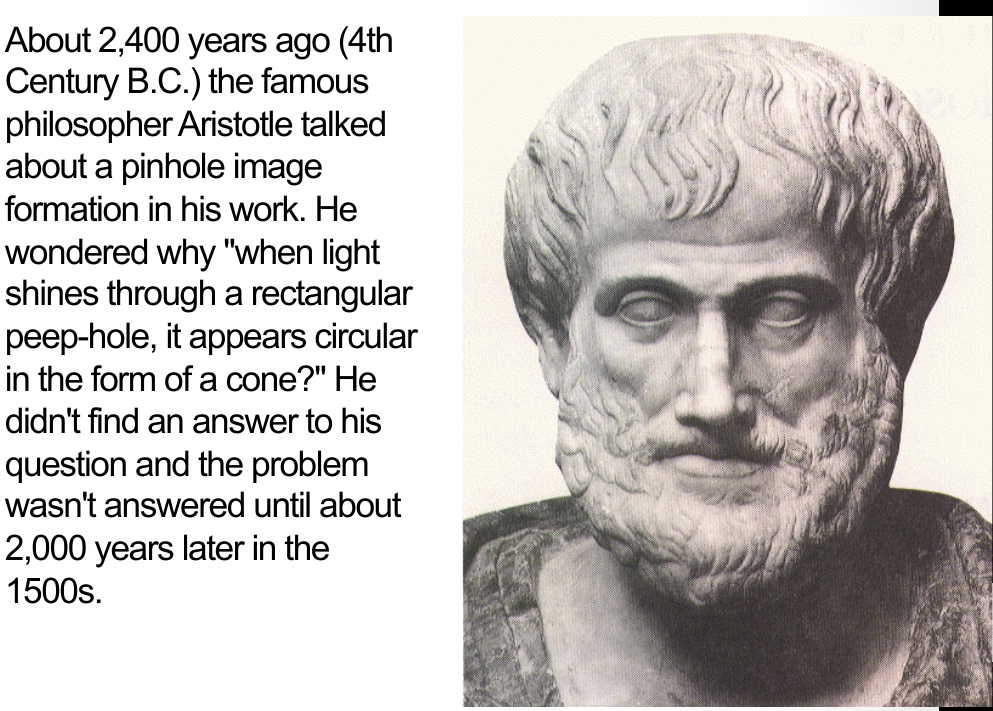 About 2,400 years ago (4th
Century B.C.) the famous
philosopher Aristotle talked
about a pinhole image
formation in his work. He
wondered why "when light
shines through a rectangular
peep-hole, it appears circular
in the form of a cone?" He
didn't find an answer to his
question and the problem
wasn't answered until about
2,000 years later in the
1500s.